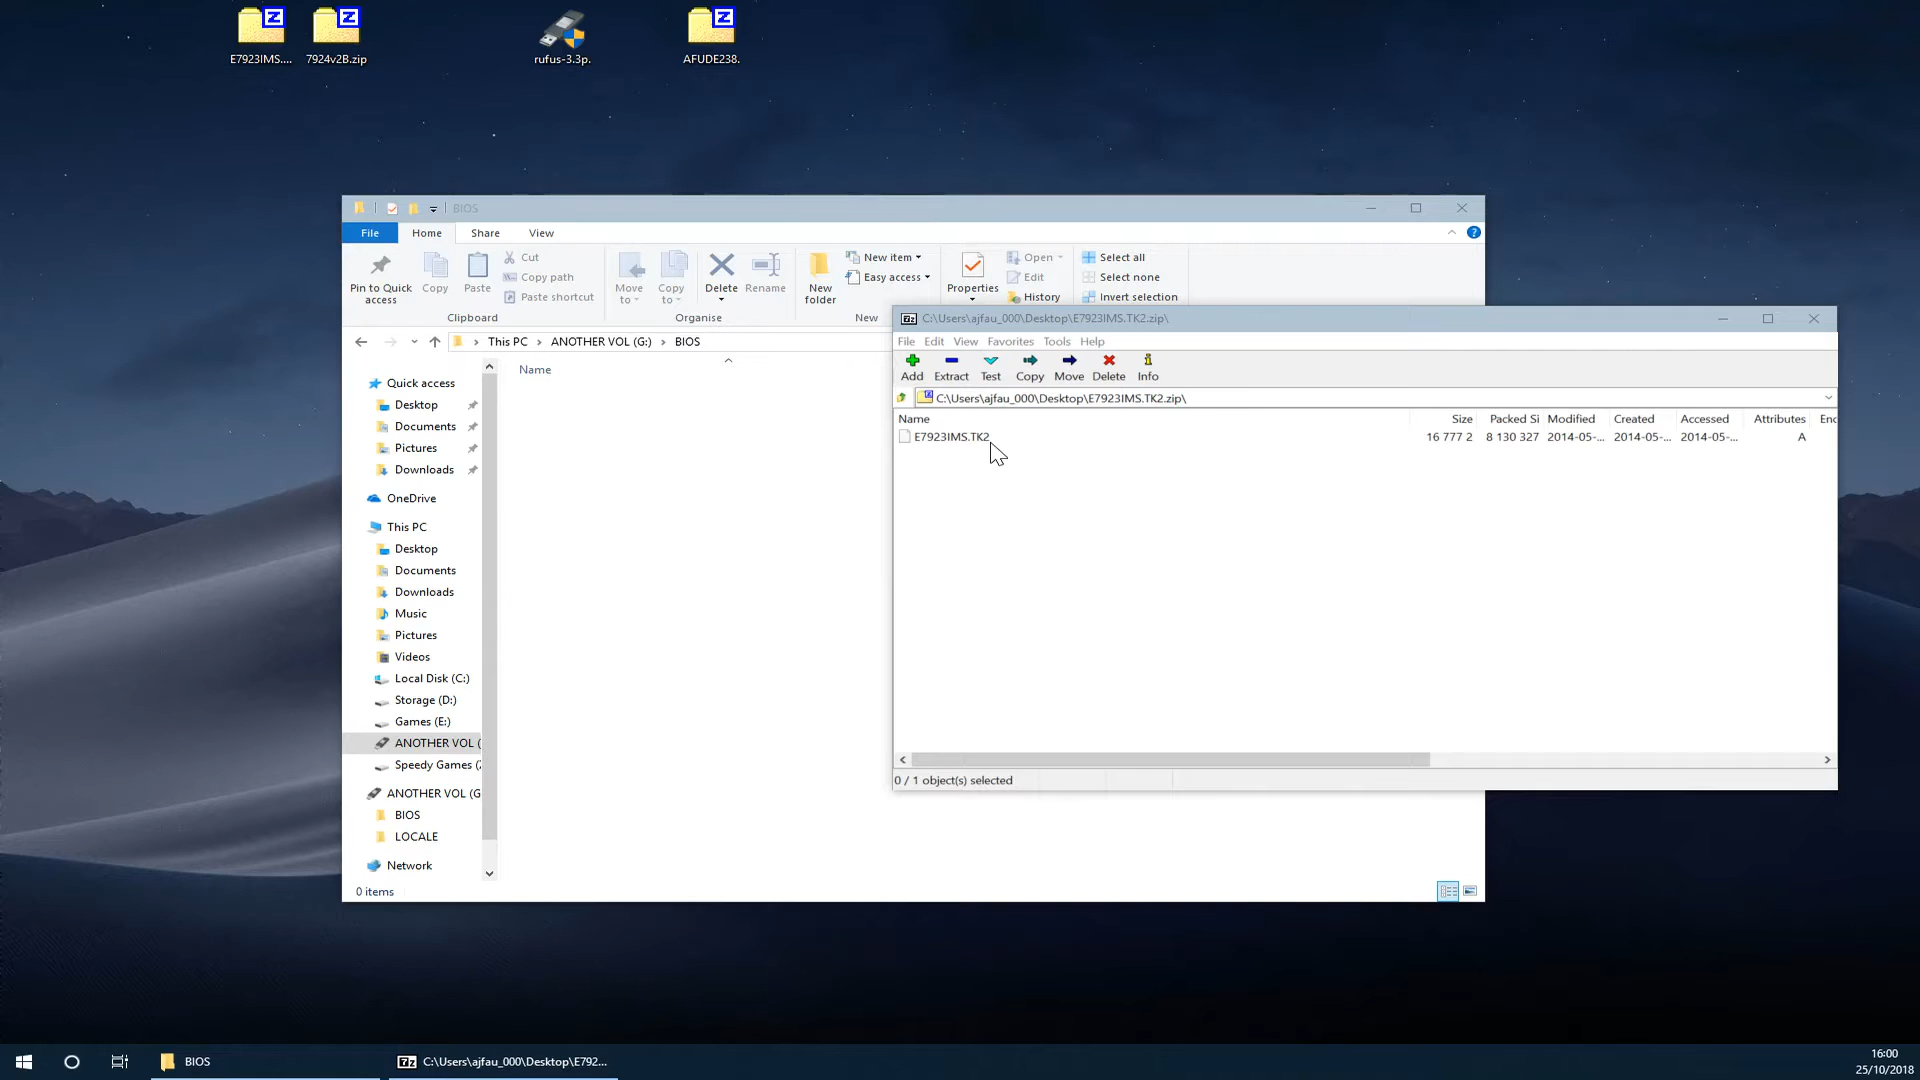 E7923IMS.... 7924v2B.zip rufus-3.3p. AFUDE238.
BIOS
File Home Share View
Pin to Quick access
Copy
Paste
Cut
Copy path
Paste shortcut
Clipboard
Move to
Copy to
Delete
Rename
Organise
New folder
New item
Easy access
New
Properties
Open
Edit
History
Select all
Select none
Invert selection
This PC > ANOTHER VOL (G:) > BIOS
Name
Quick access
Desktop
Documents
Pictures
Downloads
OneDrive
This PC
Desktop
Documents
Downloads
Music
Pictures
Videos
Local Disk (C:)
Storage (D:)
Games (E:)
ANOTHER VOL (
Speedy Games (
ANOTHER VOL (G
BIOS
LOCALE
Network
0 items
C:\Users\ajfau_000\Desktop\E7923IMS.TK2.zip\
File Edit View Favorites Tools Help
Add Extract Test Copy Move Delete Info
C:\Users\ajfau_000\Desktop\E7923IMS.TK2.zip\
Name Size Packed Si Modified Created Accessed Attributes Enc
E7923IMS.TK2 16 777 2 8 130 327 2014-05-... 2014-05-... 2014-05-... A
0 / 1 object(s) selected
BIOS
C:\Users\ajfau_000\Desktop\E792...
16:00
25/10/2018